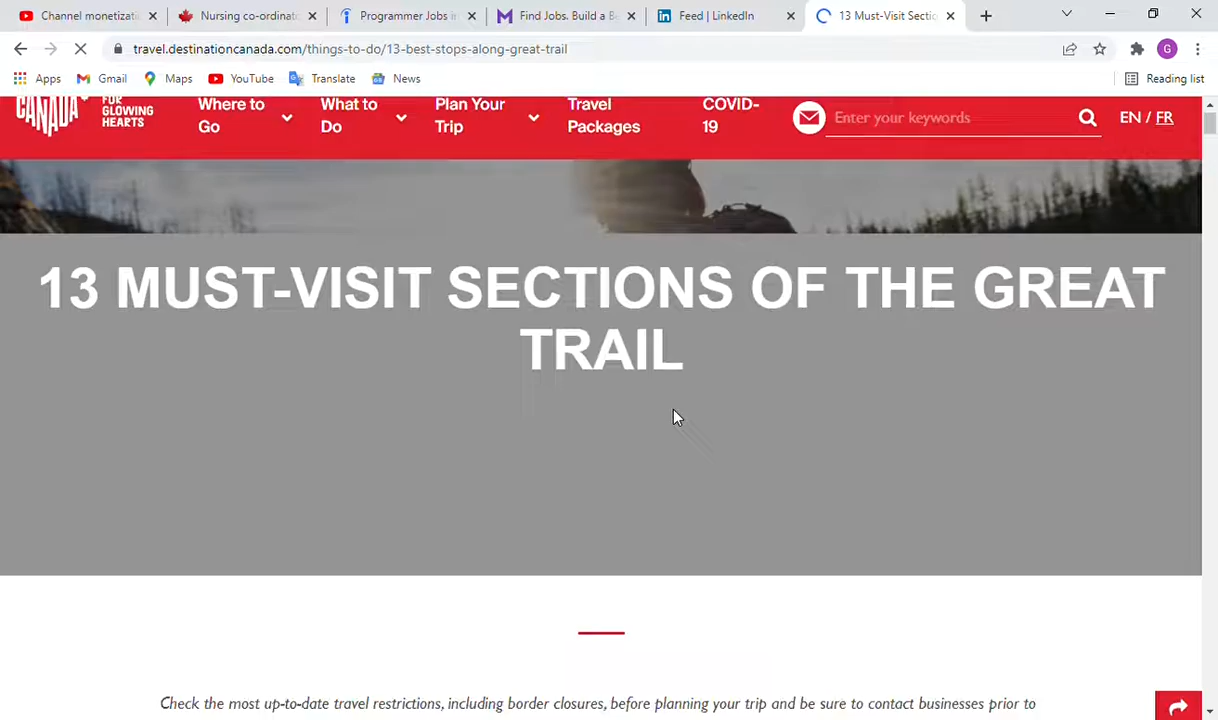 Channel monetiza
Nursing co-ordinato
Programmer Jobs in
Find Jobs. Build a Be
Feed | LinkedIn
13 Must-Visit Sectio
travel.destinationcanada.com/things-to-do/13-best-stops-along-great-trail
G
Apps
Gmail
Maps
YouTube
Translate
News
Reading list
CANADA
FOR
GLOWING
HEARTS
Where to
Go
What to
Do
Plan Your
Trip
Travel
Packages
COVID-
19
Enter your keywords
EN / FR
13 MUST-VISIT SECTIONS OF THE GREAT
TRAIL
Check the most up-to-date travel restrictions, including border closures, before planning your trip and be sure to contact businesses prior to